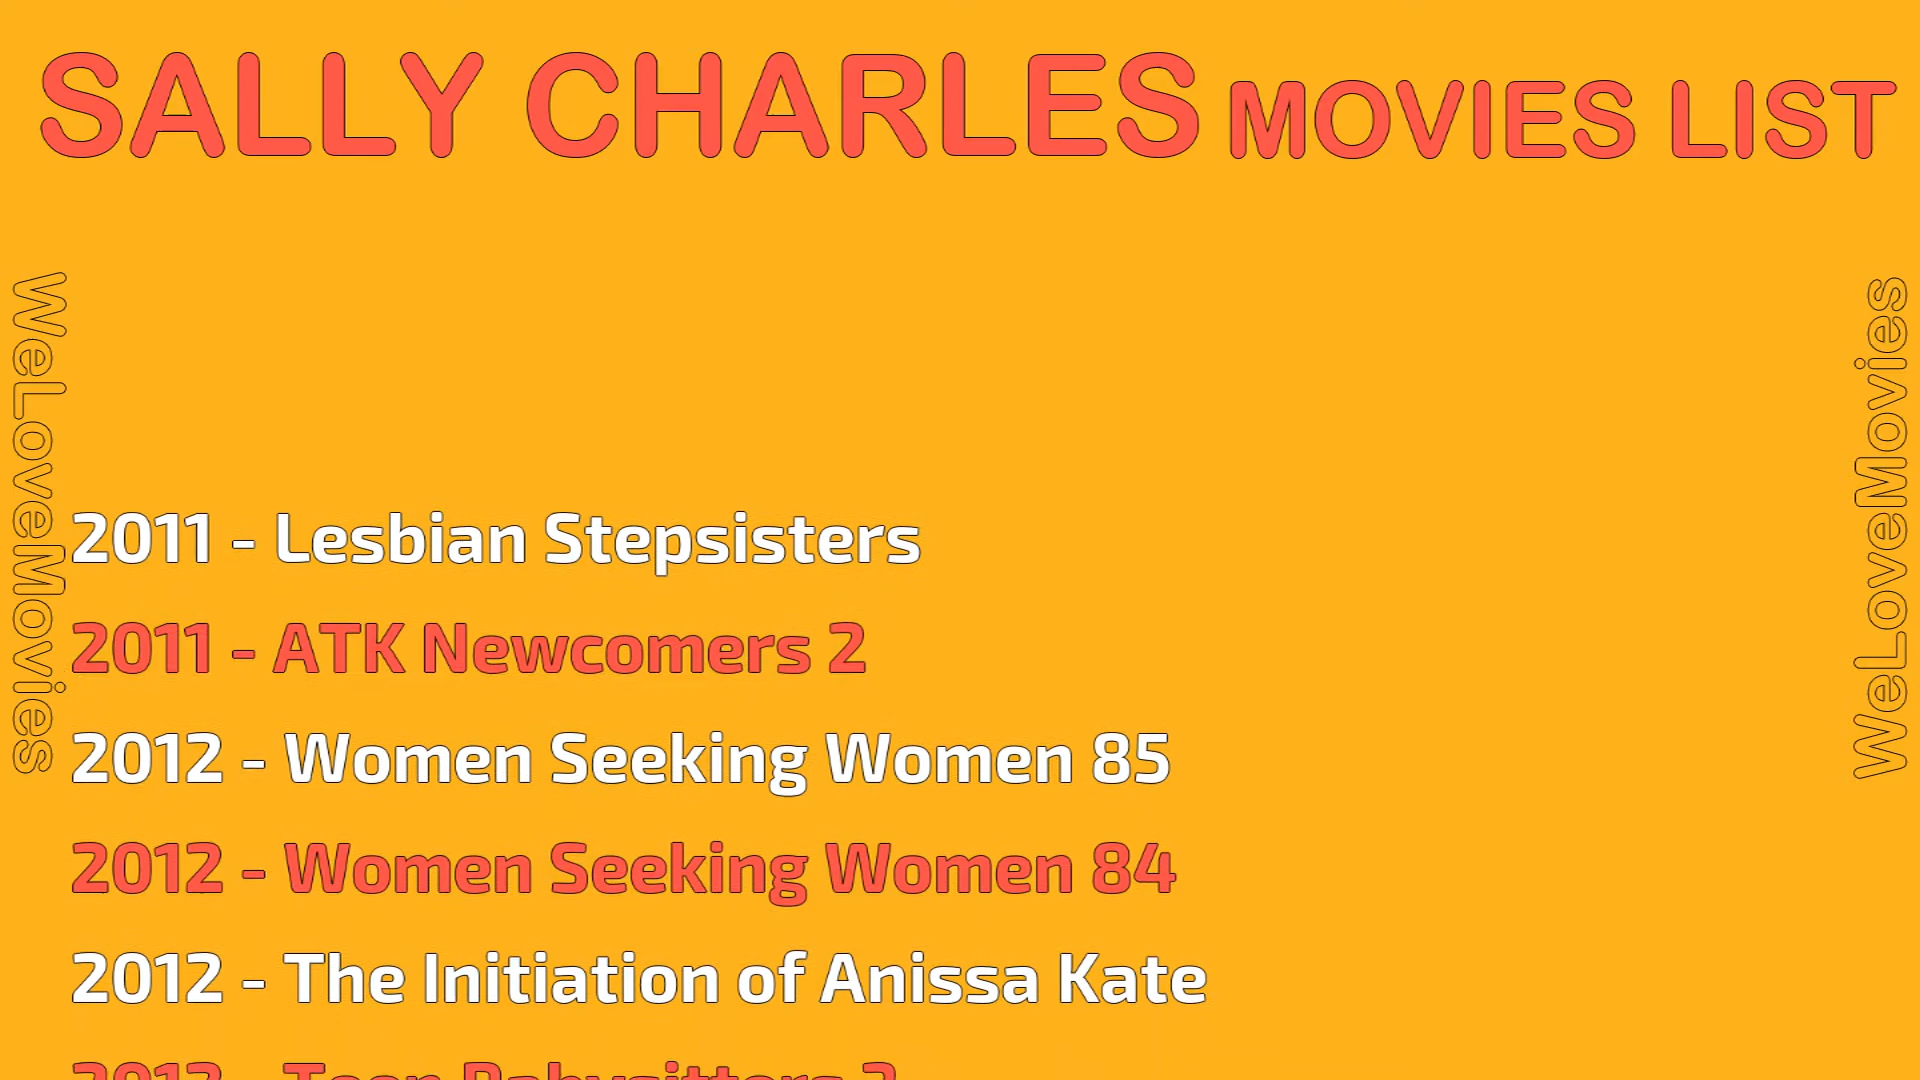 SALLY CHARLES MOVIES LIST
WeLoveMovies
WeLoveMovies
2011 - Lesbian Stepsisters
2011 - ATK Newcomers 2
2012 - Women Seeking Women 85
2012 - Women Seeking Women 84
2012 - The Initiation of Anissa Kate